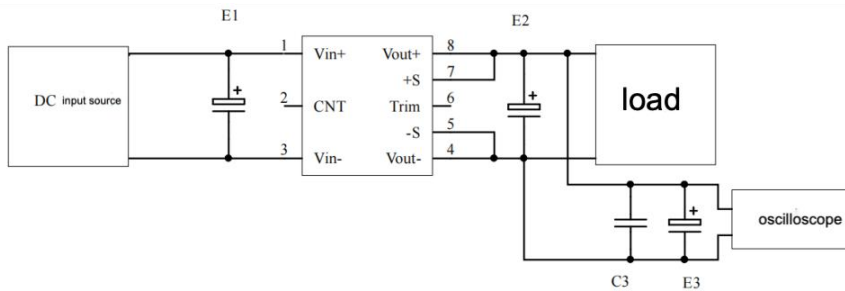 E1
E2
DC input source
1
Vin+
Vout+
8
+S
7
2
CNT
Trim
6
-S
5
3
Vin-
Vout-
4
+
+
load
+
oscilloscope
C3
E3